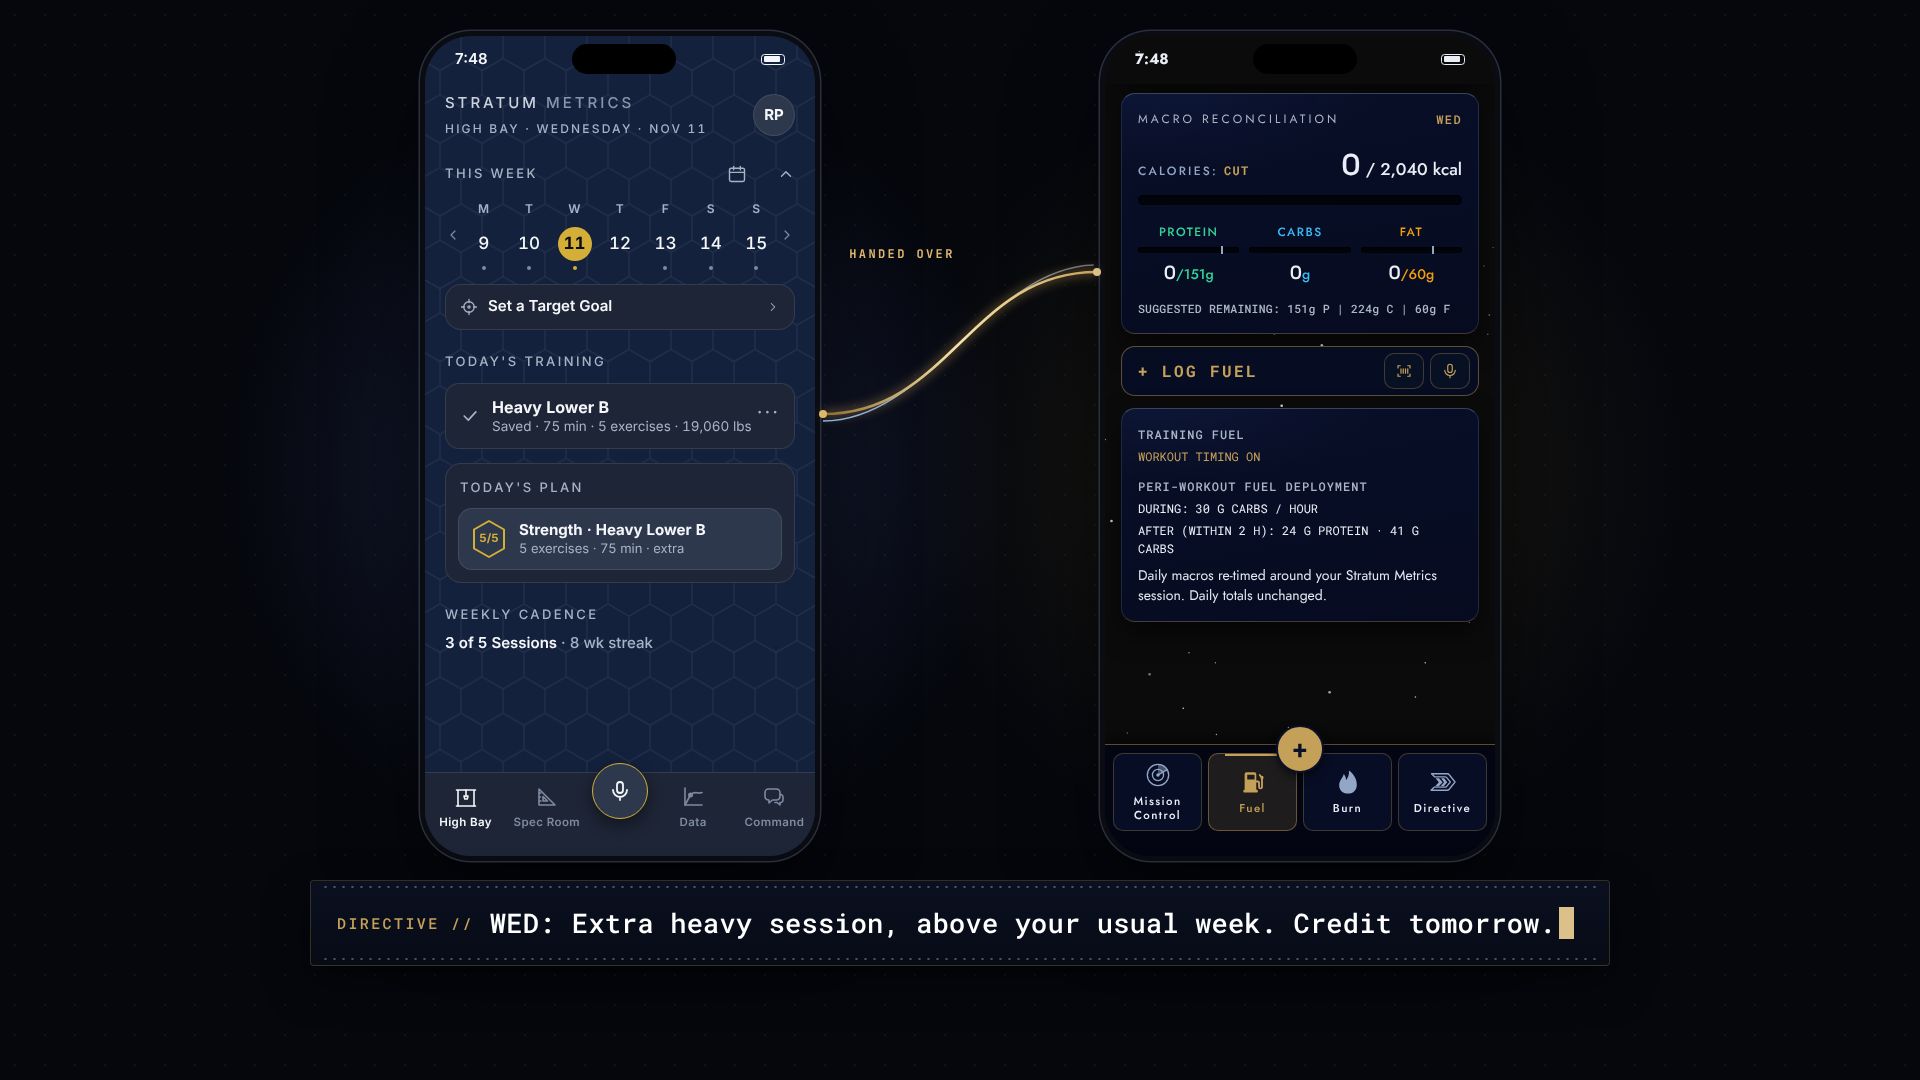 7:48
STRATUM METRICS
RP
HIGH BAY · WEDNESDAY · NOV 11
THIS WEEK
M T W T F S S
9 10 11 12 13 14 15
Set a Target Goal
TODAY'S TRAINING
Heavy Lower B
Saved · 75 min · 5 exercises · 19,060 lbs
TODAY'S PLAN
5/5
Strength · Heavy Lower B
5 exercises · 75 min · extra
WEEKLY CADENCE
3 of 5 Sessions · 8 wk streak
High Bay Spec Room Data Command
HANDED OVER
7:48
MACRO RECONCILIATION WED
CALORIES: CUT 0 / 2,040 kcal
PROTEIN CARBS FAT
0/151g 0g 0/60g
SUGGESTED REMAINING: 151g P | 224g C | 60g F
+ LOG FUEL
TRAINING FUEL
WORKOUT TIMING ON
PERI-WORKOUT FUEL DEPLOYMENT
DURING: 30 G CARBS / HOUR
AFTER (WITHIN 2 H): 24 G PROTEIN · 41 G
CARBS
Daily macros re-timed around your Stratum Metrics
session. Daily totals unchanged.
+
Mission
Control
Fuel Burn Directive
DIRECTIVE // WED: Extra heavy session, above your usual week. Credit tomorrow.